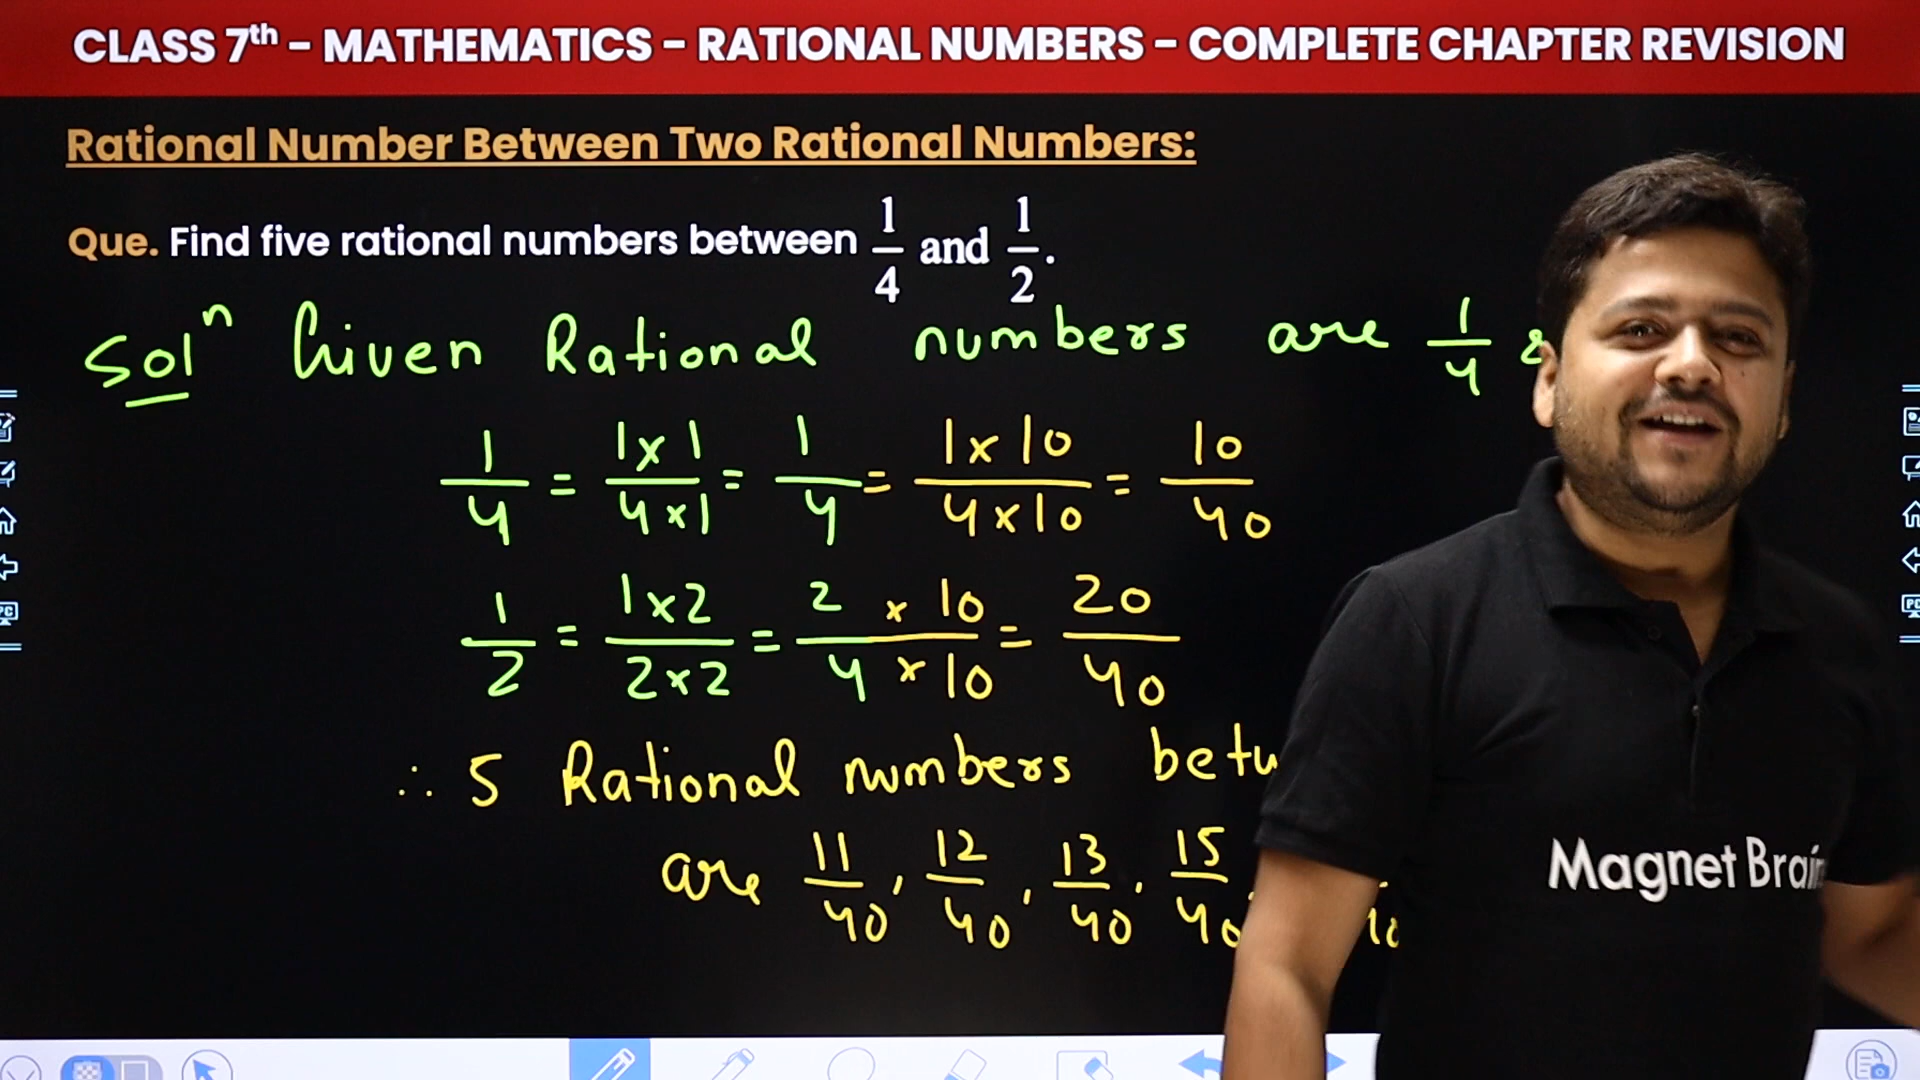 CLASS 7th - MATHEMATICS - RATIONAL NUMBERS - COMPLETE CHAPTER REVISION
Rational Number Between Two Rational Numbers:
Que. Find five rational numbers between 1/4 and 1/2.
Solⁿ Given Rational numbers are 1/4 &
1/4 = 1x1/4x1 = 1/4 = 1x10/4x10 = 10/40
1/2 = 1x2/2x2 = 2x10/4x10 = 20/40
∴ 5 Rational numbers betw
are 11/40, 12/40, 13/40, 15/40,
Magnet Brain